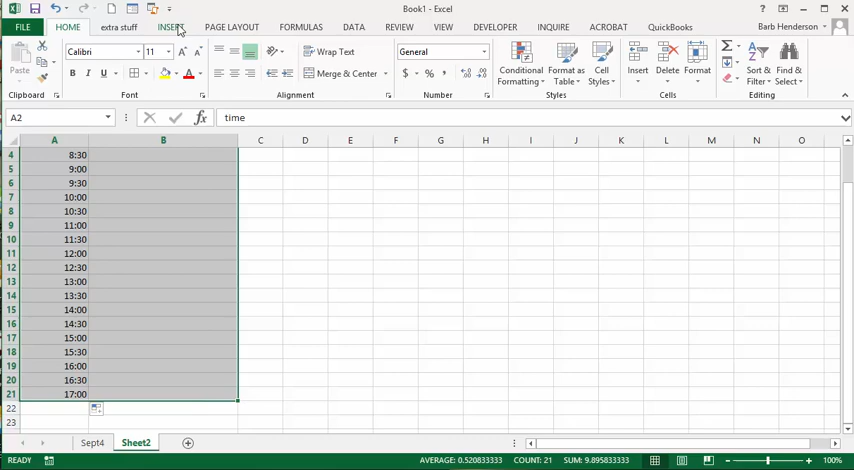 Book1 - Excel
FILE HOME extra stuff INSERT PAGE LAYOUT FORMULAS DATA REVIEW VIEW DEVELOPER INQUIRE ACROBAT QuickBooks Barb Henderson
Calibri 11 Wrap Text General
Paste B I U A Merge & Center $ % , Conditional Formatting Format as Table Cell Styles Insert Delete Format Sort & Filter Find & Select
Clipboard Font Alignment Number Styles Cells Editing
A2 fx time
A B C D E F G H I J K L M N O
4 8:30
5 9:00
6 9:30
7 10:00
8 10:30
9 11:00
10 11:30
11 12:00
12 12:30
13 13:00
14 13:30
15 14:00
16 14:30
17 15:00
18 15:30
19 16:00
20 16:30
21 17:00
22
23
Sept4 Sheet2
READY AVERAGE: 0.520833333 COUNT: 21 SUM: 9.895833333 100%